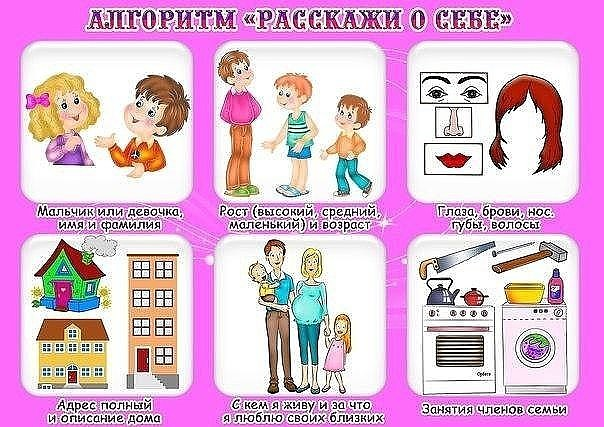 АЛГОРИТМ «РАССКАЖИ О СЕБЕ»
Мальчик или девочка,
имя и фамилия
Рост (высокий, средний,
маленький) и возраст
Глаза, брови, нос.
губы, волосы
Адрес полный
и описание дома
С кем я живу и за что
я люблю своих близких
Занятия членов семьи